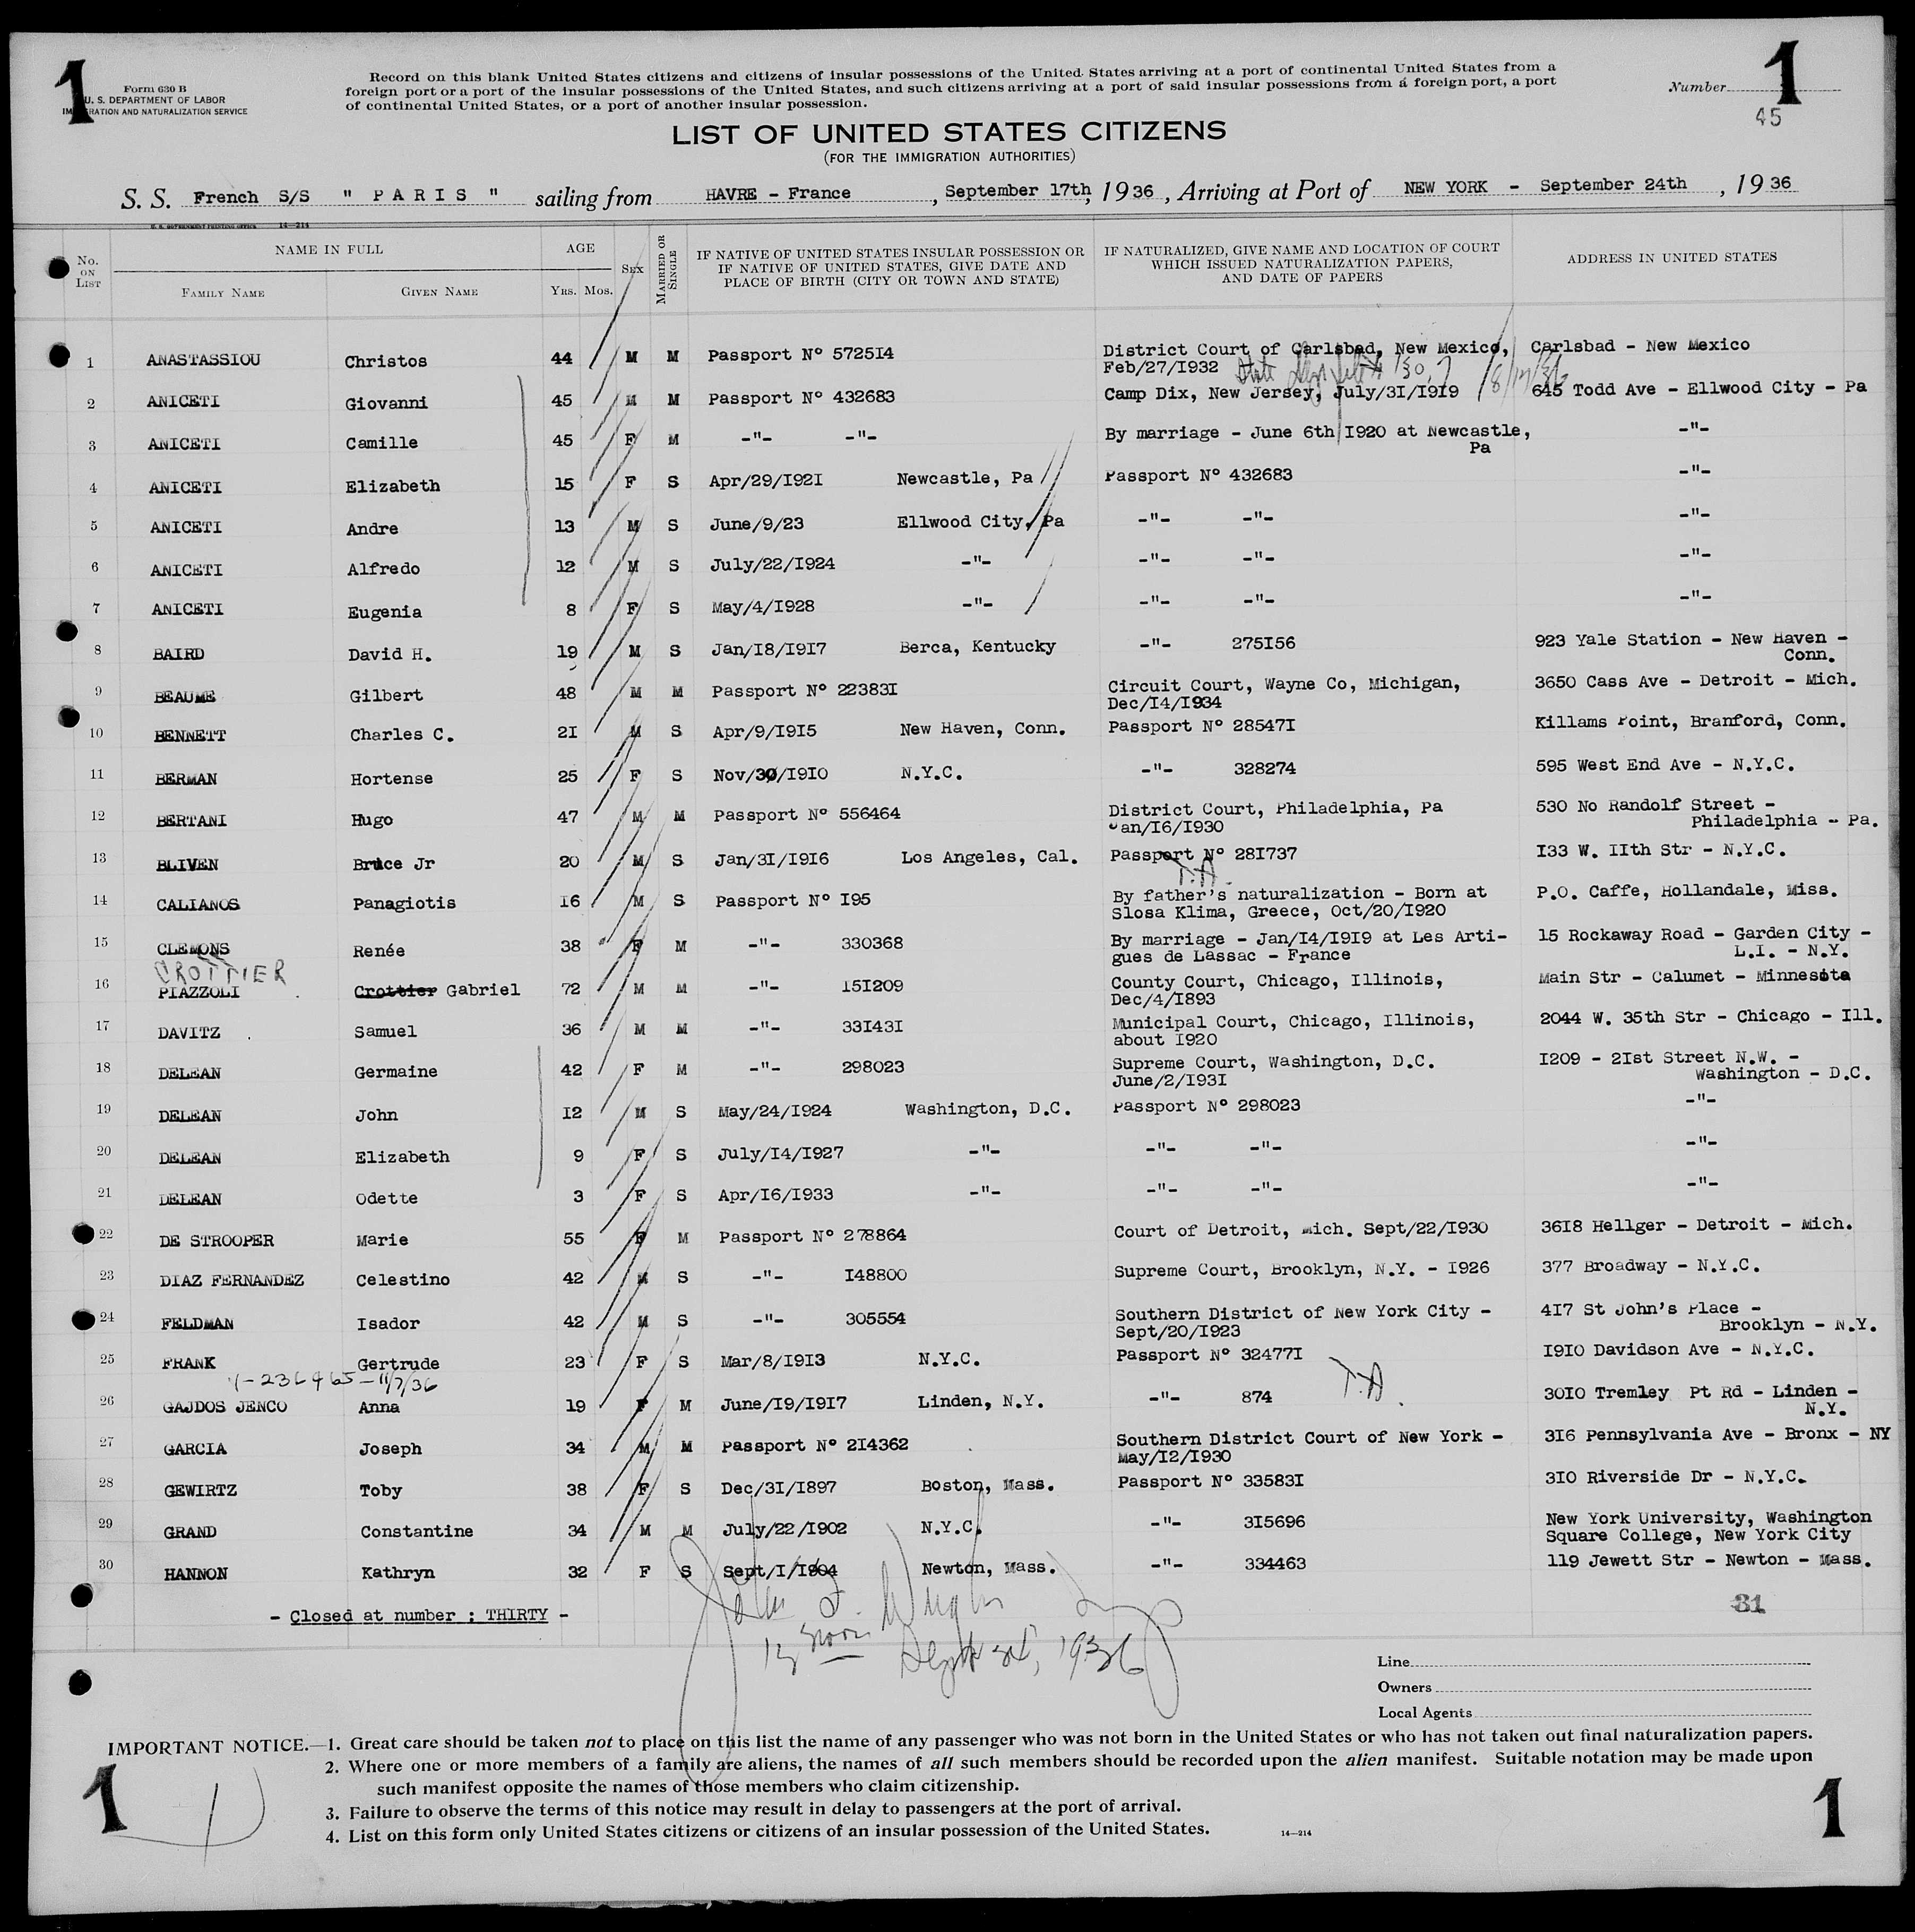 1
1
Form 630 B
U. S. DEPARTMENT OF LABOR
IMMIGRATION AND NATURALIZATION SERVICE
Record on this blank United States citizens and citizens of insular possessions of the United States arriving at a port of continental United States from a
foreign port or a port of the insular possessions of the United States, and such citizens arriving at a port of said insular possessions from a foreign port, a port
of continental United States, or a port of another insular possession.
Number
45
LIST OF UNITED STATES CITIZENS
(FOR THE IMMIGRATION AUTHORITIES)
S. S. French S/S " P A R I S " sailing from HAVRE - France, September 17th, 1936, Arriving at Port of NEW YORK - September 24th, 1936
U. S. GOVERNMENT PRINTING OFFICE 14—214
No. ON LIST NAME IN FULL AGE SEX MARRIED OR SINGLE IF NATIVE OF UNITED STATES INSULAR POSSESSION OR IF NATIVE OF UNITED STATES, GIVE DATE AND PLACE OF BIRTH (CITY OR TOWN AND STATE) IF NATURALIZED, GIVE NAME AND LOCATION OF COURT WHICH ISSUED NATURALIZATION PAPERS, AND DATE OF PAPERS ADDRESS IN UNITED STATES
FAMILY NAME GIVEN NAME YRS. MOS.
1 ANASTASSIOU Christos 44 M M Passport N° 572514 District Court of Carlsbad, New Mexico, Carlsbad - New Mexico
Feb/27/1932
2 ANICETI Giovanni 45 M M Passport N° 432683 Camp Dix, New Jersey, July/31/1919 645 Todd Ave - Ellwood City - Pa
3 ANICETI Camille 45 F M -"- -"- By marriage - June 6th 1920 at Newcastle, -"-
Pa
4 ANICETI Elizabeth 15 F S Apr/29/1921 Newcastle, Pa Passport N° 432683 -"-
5 ANICETI Andre 13 M S June/9/23 Ellwood City, Pa -"- -"- -"-
6 ANICETI Alfredo 12 M S July/22/1924 -"- -"- -"- -"-
7 ANICETI Eugenia 8 F S May/4/1928 -"- -"- -"- -"-
8 BAIRD David H. 19 M S Jan/18/1917 Berca, Kentucky -"- 275156 923 Yale Station - New Haven -
Conn.
9 BEAUME Gilbert 48 M M Passport N° 223831 Circuit Court, Wayne Co, Michigan, 3650 Cass Ave - Detroit - Mich.
Dec/14/1934
10 BENNETT Charles C. 21 M S Apr/9/1915 New Haven, Conn. Passport N° 285471 Killams Point, Branford, Conn.
11 BERMAN Hortense 25 F S Nov/30/1910 N.Y.C. -"- 328274 595 West End Ave - N.Y.C.
12 BERTANI Hugo 47 M M Passport N° 556464 District Court, Philadelphia, Pa 530 No Randolf Street -
Jan/16/1930 Philadelphia - Pa.
13 BLIVEN Bruce Jr 20 M S Jan/31/1916 Los Angeles, Cal. Passport N° 281737 133 W. 11th Str - N.Y.C.
T.A.
14 CALIANOS Panagiotis 16 M S Passport N° 195 By father's naturalization - Born at P.O. Caffe, Hollandale, Miss.
Slosa Klima, Greece, Oct/20/1920
15 CLEMONS Renée 38 F M -"- 330368 By marriage - Jan/14/1919 at Les Arti- 15 Rockaway Road - Garden City -
gues de Lassac - France L.I. - N.Y.
CROTTIER
16 PIAZZOLI Crottier Gabriel 72 M M -"- 151209 County Court, Chicago, Illinois, Main Str - Calumet - Minnesota
Dec/4/1893
17 DAVITZ . Samuel 36 M M -"- 331431 Municipal Court, Chicago, Illinois, 2044 W. 35th Str - Chicago - Ill.
about 1920
18 DELEAN Germaine 42 F M -"- 298023 Supreme Court, Washington, D.C. 1209 - 21st Street N.W. -
June/2/1931 Washington - D.C.
19 DELEAN John 12 M S May/24/1924 Washington, D.C. Passport N° 298023 -"-
20 DELEAN Elizabeth 9 F S July/14/1927 -"- -"- -"- -"-
21 DELEAN Odette 3 F S Apr/16/1933 -"- -"- -"- -"-
22 DE STROOPER Marie 55 F M Passport N° 278864 Court of Detroit, Mich. Sept/22/1930 3618 Hellger - Detroit - Mich.
23 DIAZ FERNANDEZ Celestino 42 M S -"- 148800 Supreme Court, Brooklyn, N.Y. - 1926 377 Broadway - N.Y.C.
24 FELDMAN Isador 42 M S -"- 305554 Southern District of New York City - 417 St John's Place -
Sept/20/1923 Brooklyn - N.Y.
25 FRANK Gertrude 23 F S Mar/8/1913 N.Y.C. Passport N° 324771 1910 Davidson Ave - N.Y.C.
T.A.
26 GAJDOS JENCO Anna 19 F M June/19/1917 Linden, N.Y. -"- 874 3010 Tremley Pt Rd - Linden -
N.Y.
27 GARCIA Joseph 34 M M Passport N° 214362 Southern District Court of New York - 316 Pennsylvania Ave - Bronx - NY
May/12/1930
28 GEWIRTZ Toby 38 F S Dec/31/1897 Boston, Mass. Passport N° 335831 310 Riverside Dr - N.Y.C.
29 GRAND Constantine 34 M M July/22/1902 N.Y.C. -"- 315696 New York University, Washington
Square College, New York City
30 HANNON Kathryn 32 F S Sept/1/1904 Newton, Mass. -"- 334463 119 Jewett Str - Newton - Mass.
- Closed at number : THIRTY -
31
Sept 24, 1936
Line
Owners
Local Agents
IMPORTANT NOTICE.—1. Great care should be taken not to place on this list the name of any passenger who was not born in the United States or who has not taken out final naturalization papers.
2. Where one or more members of a family are aliens, the names of all such members should be recorded upon the alien manifest. Suitable notation may be made upon
such manifest opposite the names of those members who claim citizenship.
3. Failure to observe the terms of this notice may result in delay to passengers at the port of arrival.
4. List on this form only United States citizens or citizens of an insular possession of the United States.
14—214
1
1